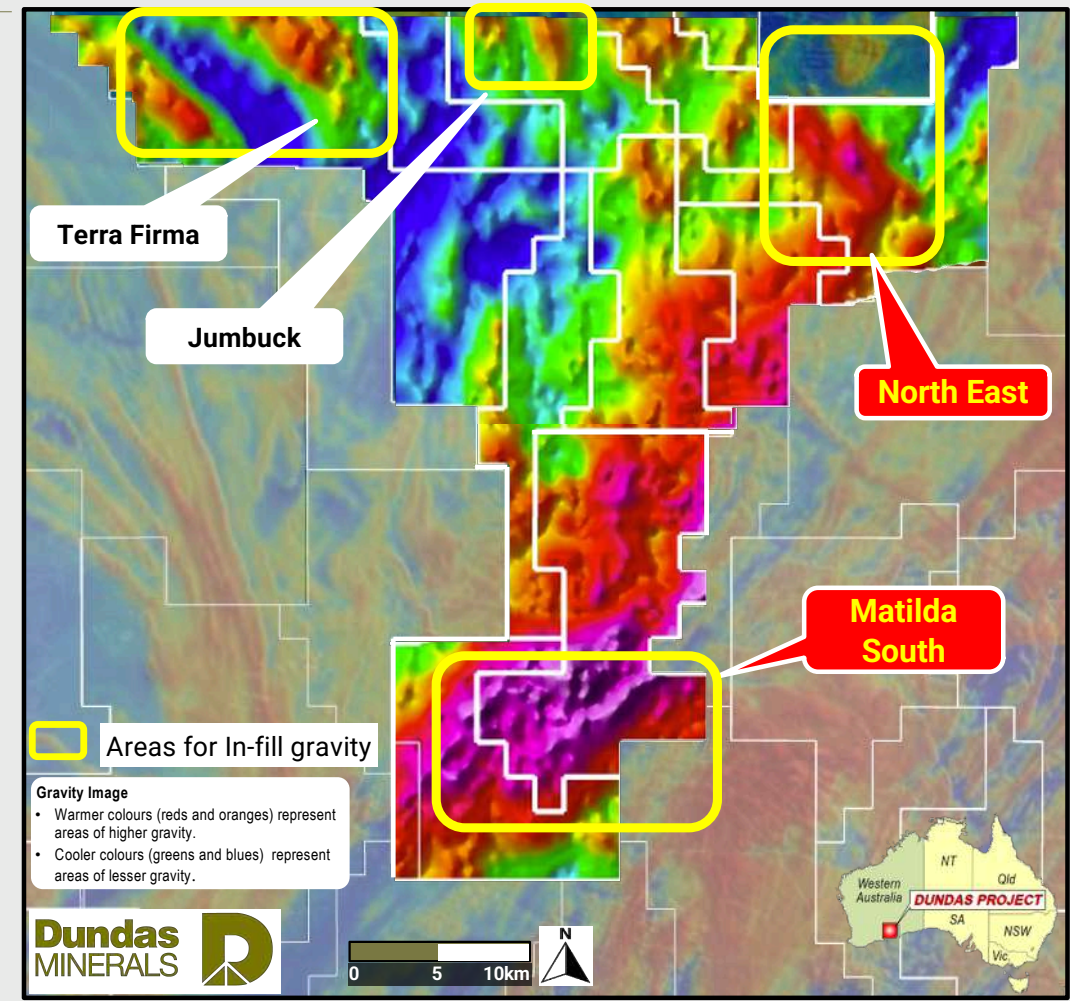 Terra Firma
Jumbuck
North East
Matilda
South
Areas for In-fill gravity
Gravity Image
• Warmer colours (reds and oranges) represent
areas of higher gravity.
• Cooler colours (greens and blues) represent
areas of lesser gravity.
Dundas
MINERALS
0 5 10km
N
Western
Australia
NT
Qld
DUNDAS PROJECT
SA
NSW
Vic.